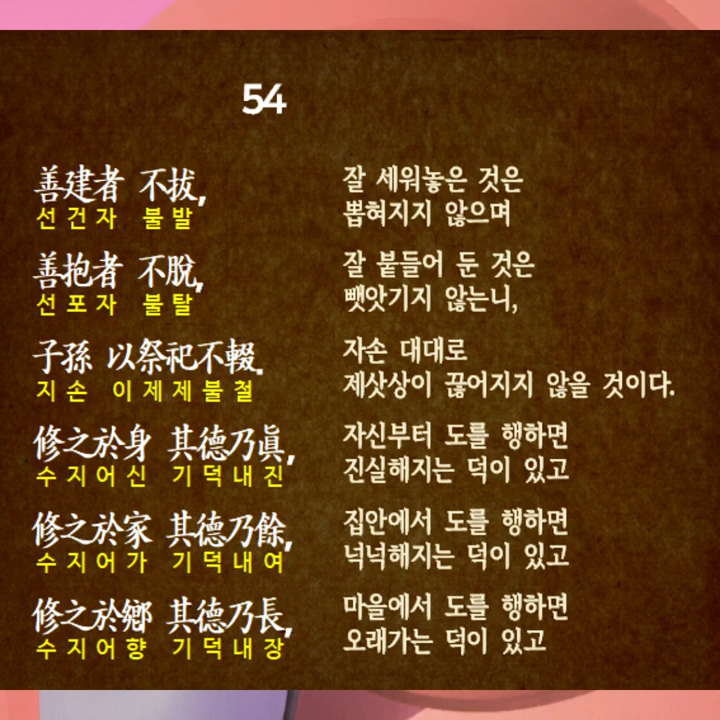 54
善建者 不拔,
선건자 불발
잘 세워놓은 것은
뽑혀지지 않으며
善抱者 不脫,
선포자 불탈
잘 붙들어 둔 것은
뺏앗기지 않는니,
子孫 以祭祀不輟.
지손 이제제불철
자손 대대로
제삿상이 끊어지지 않을 것이다.
修之於身 其德乃眞,
수지어신 기덕내진
자신부터 도를 행하면
진실해지는 덕이 있고
修之於家 其德乃餘,
수지어가 기덕내여
집안에서 도를 행하면
넉넉해지는 덕이 있고
修之於鄉 其德乃長,
수지어향 기덕내장
마을에서 도를 행하면
오래가는 덕이 있고